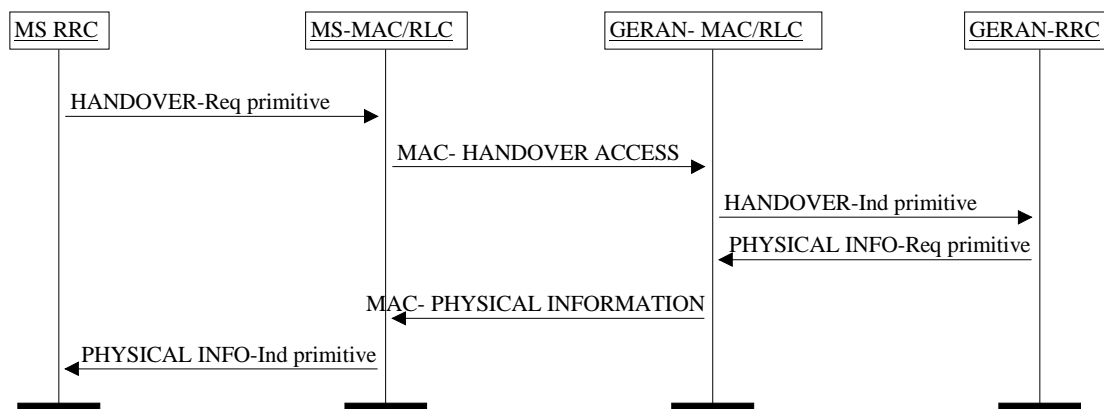 MS RRC
MS-MAC/RLC
GERAN- MAC/RLC
GERAN-RRC
HANDOVER-Req primitive
MAC- HANDOVER ACCESS
HANDOVER-Ind primitive
PHYSICAL INFO-Req primitive
MAC- PHYSICAL INFORMATION
PHYSICAL INFO-Ind primitive